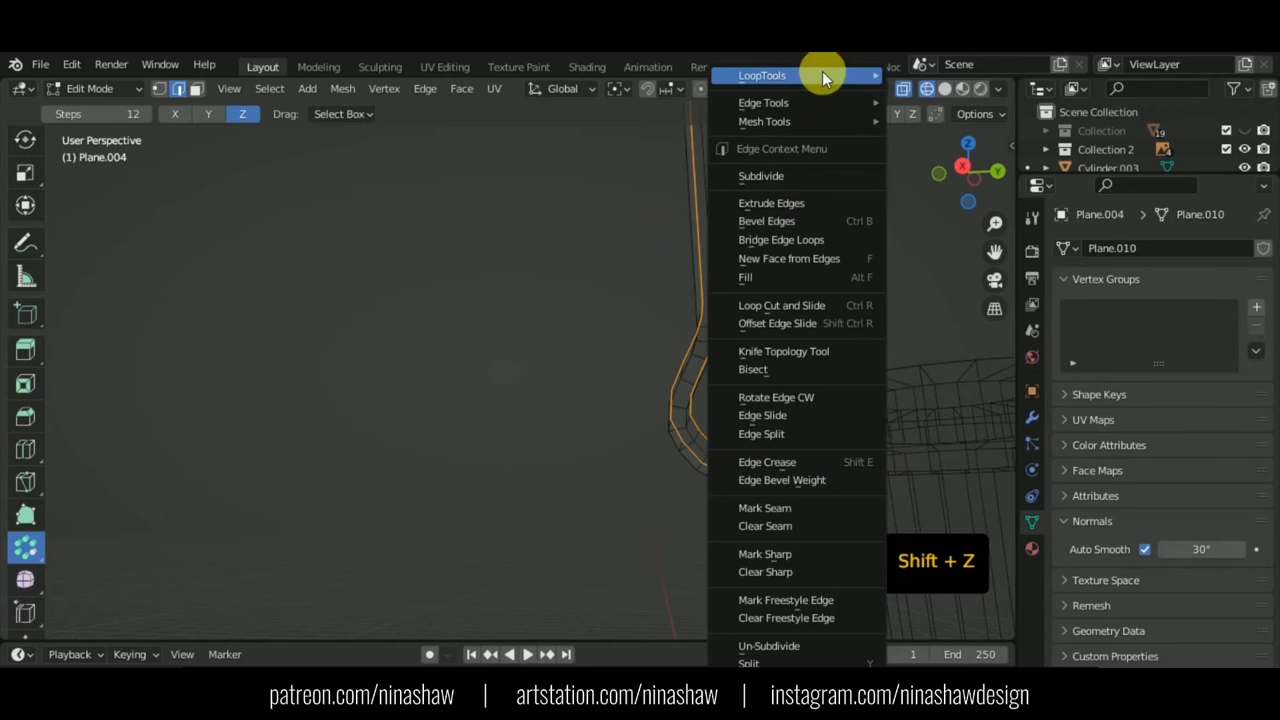 File Edit Render Window Help Layout Modeling Sculpting UV Editing Texture Paint Shading Animation Scene ViewLayer
Edit Mode View Select Add Mesh Vertex Edge Face UV Global
Steps 12 X Y Z Drag: Select Box Y Z Options
User Perspective
(1) Plane.004
LoopTools
Edge Tools
Mesh Tools
Edge Context Menu
Subdivide
Extrude Edges
Bevel Edges Ctrl B
Bridge Edge Loops
New Face from Edges F
Fill Alt F
Loop Cut and Slide Ctrl R
Offset Edge Slide Shift Ctrl R
Knife Topology Tool
Bisect
Rotate Edge CW
Edge Slide
Edge Split
Edge Crease Shift E
Edge Bevel Weight
Mark Seam
Clear Seam
Mark Sharp
Clear Sharp
Mark Freestyle Edge
Clear Freestyle Edge
Un-Subdivide
Split Y
Z
X
Y
Shift + Z
Scene Collection
Collection 19
Collection 2 4
Cylinder.003
Plane.004 Plane.010
Plane.010
Vertex Groups
Shape Keys
UV Maps
Color Attributes
Face Maps
Attributes
Normals
Auto Smooth 30°
Texture Space
Remesh
Geometry Data
Custom Properties
Playback Keying View Marker 1 End 250
patreon.com/ninashaw | artstation.com/ninashaw | instagram.com/ninashawdesign